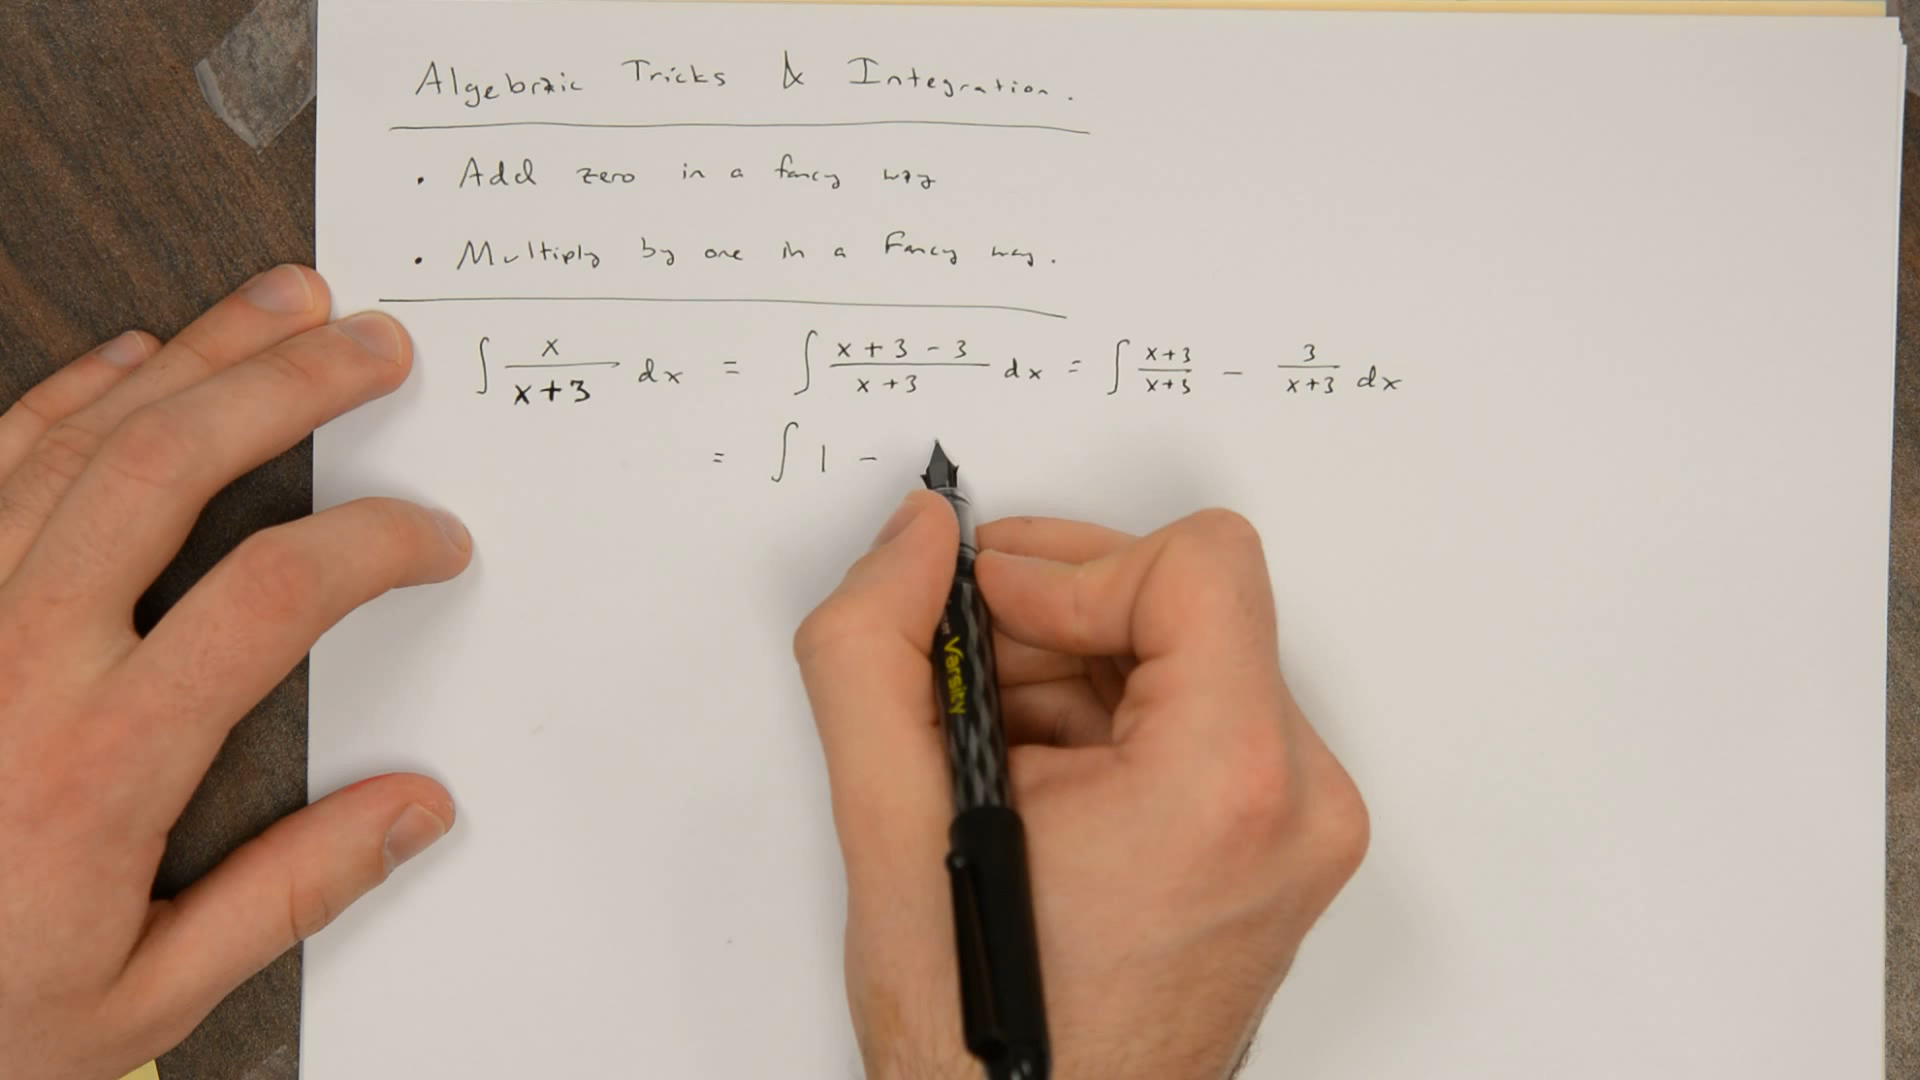 Algebraic Tricks & Integration.
• Add zero in a fancy way
• Multiply by one in a fancy way.
∫ x/(x+3) dx = ∫ (x+3-3)/(x+3) dx = ∫ (x+3)/(x+3) - 3/(x+3) dx
= ∫ 1 -
Varsity